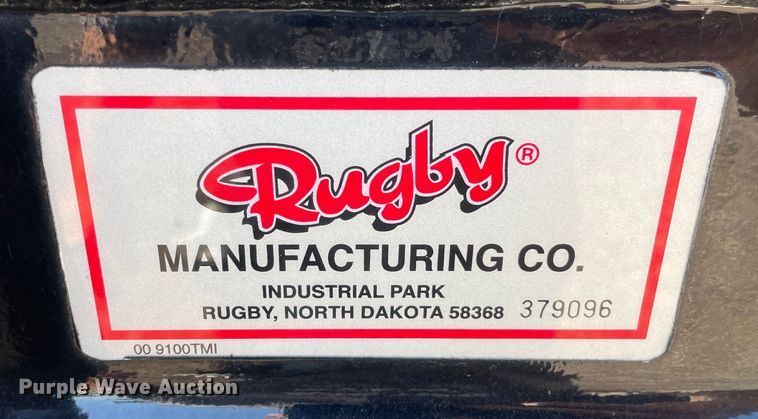 Rugby®
MANUFACTURING CO.
INDUSTRIAL PARK
RUGBY, NORTH DAKOTA 58368 379096
00 9100TMI
Purple Wave Auction